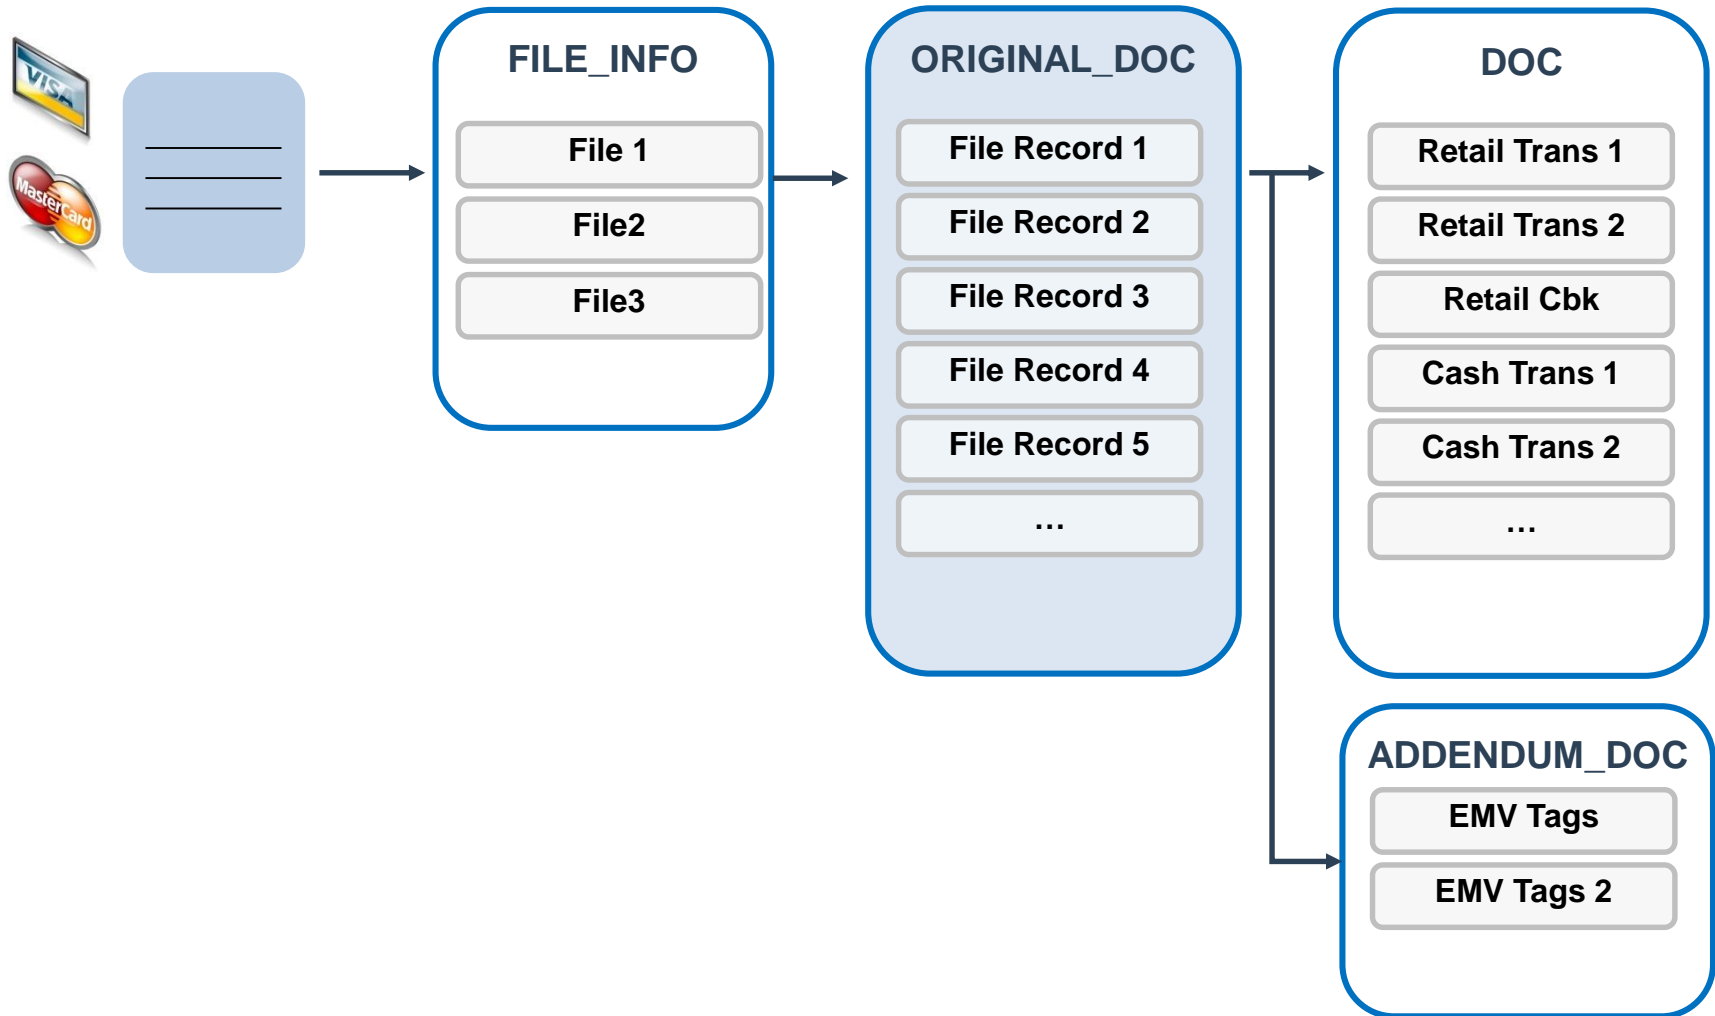 VISA
MasterCard
FILE_INFO
File 1
File2
File3
ORIGINAL_DOC
File Record 1
File Record 2
File Record 3
File Record 4
File Record 5
...
DOC
Retail Trans 1
Retail Trans 2
Retail Cbk
Cash Trans 1
Cash Trans 2
...
ADDENDUM_DOC
EMV Tags
EMV Tags 2